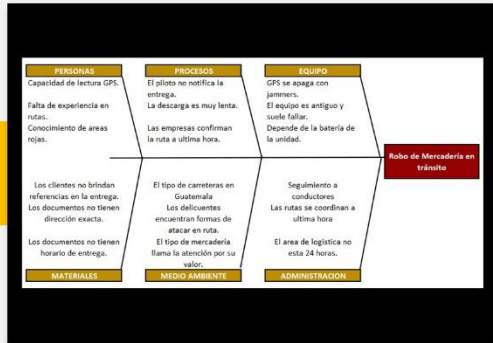 PERSONAS
Capacidad de lectura GPS.
Falta de experiencia en
rutas.
Conocimiento de areas
rojas.
PROCESOS
El piloto no notifica la
entrega.
La descarga es muy lenta.
Las empresas confirman
la ruta a ultima hora.
EQUIPO
GPS se apaga con
jammers.
El equipo es antiguo y
suele fallar.
Depende de la batería de
la unidad.
Robo de Mercadería en
tránsito
Los clientes no brindan
referencias en la entrega.
Los documentos no tienen
dirección exacta.
Los documentos no tienen
horario de entrega.
MATERIALES
El tipo de carreteras en
Guatemala
Los delicuentes
encuentran formas de
atacar en ruta.
El tipo de mercadería
llama la atención por su
valor.
MEDIO AMBIENTE
Seguimiento a
conductores
Las rutas se coordinan a
ultima hora
El area de logística no
esta 24 horas.
ADMINISTRACION